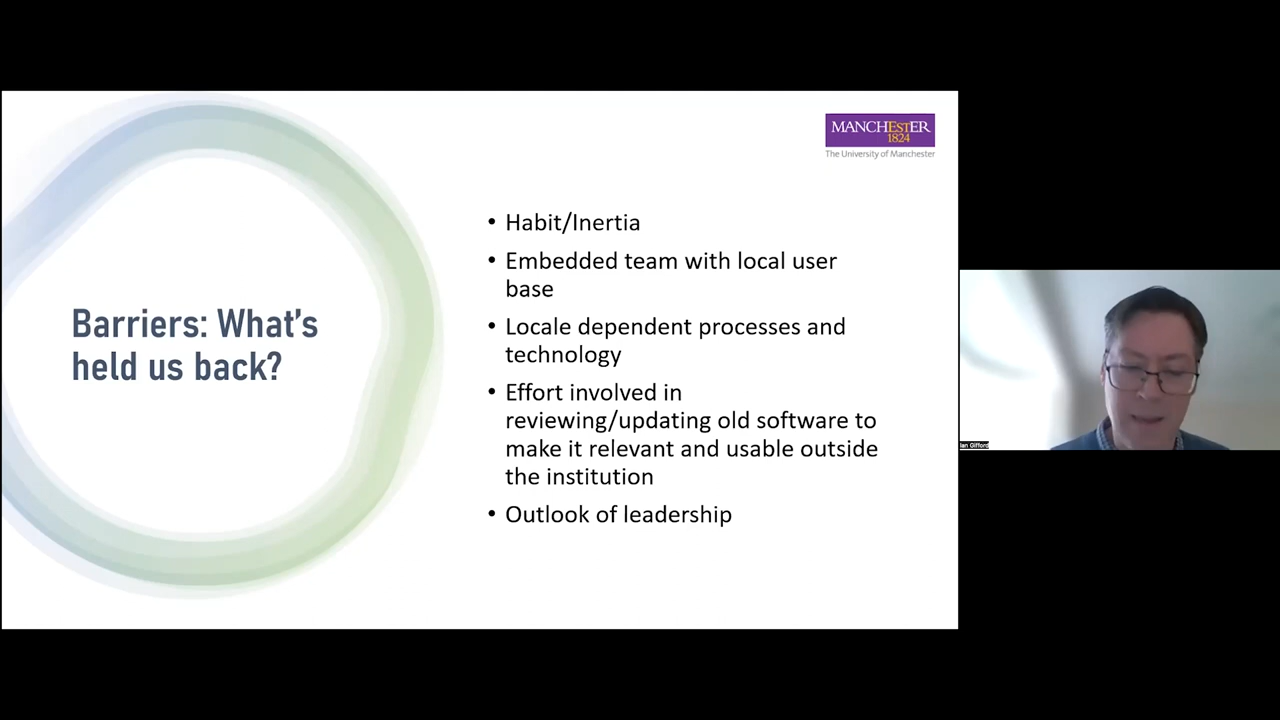 MANCHESTER
1824
The University of Manchester
Barriers: What's
held us back?
• Habit/Inertia
• Embedded team with local user
base
• Locale dependent processes and
technology
• Effort involved in
reviewing/updating old software to
make it relevant and usable outside
the institution
• Outlook of leadership
Ian Gifford